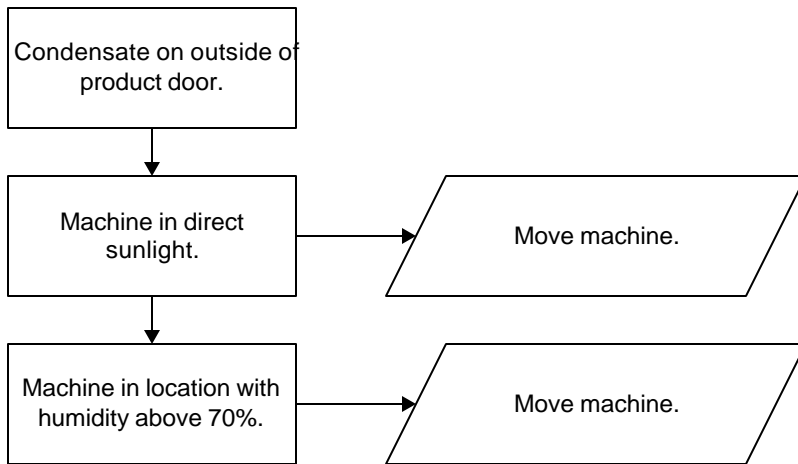 Condensate on outside of
product door.
Machine in direct
sunlight.
Move machine.
Machine in location with
humidity above 70%.
Move machine.